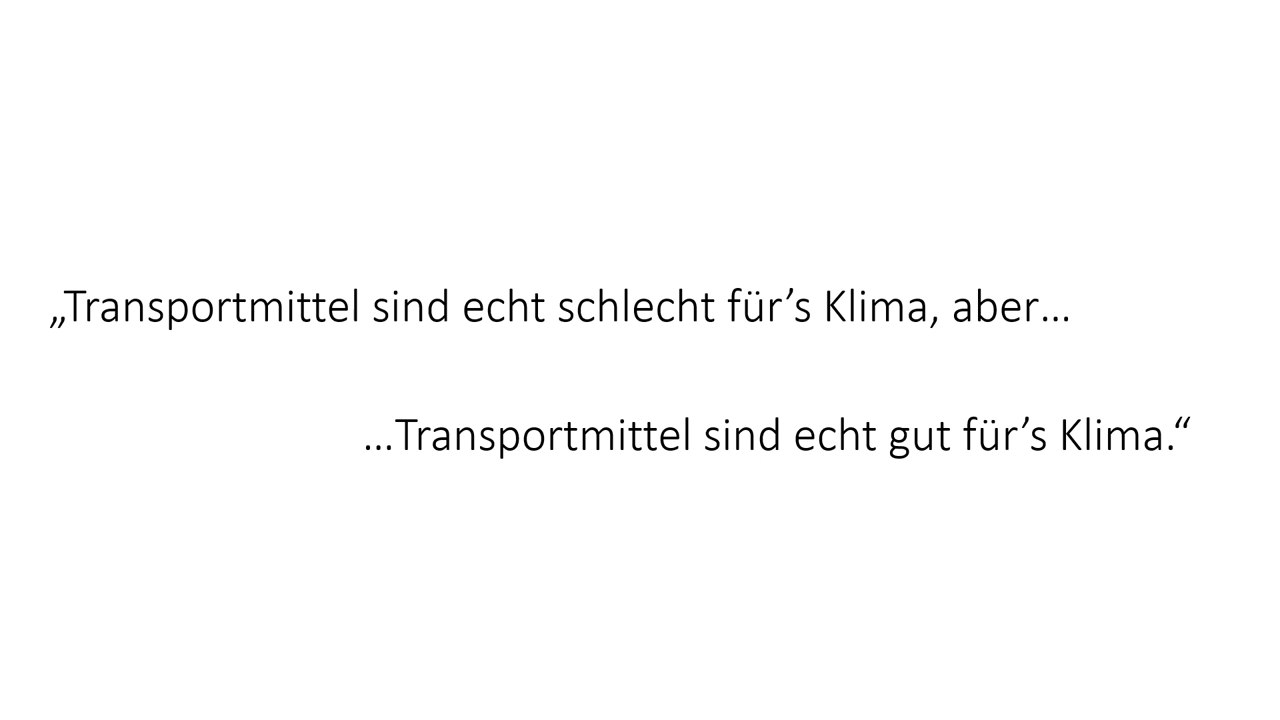 „Transportmittel sind echt schlecht für’s Klima, aber…
…Transportmittel sind echt gut für’s Klima.“